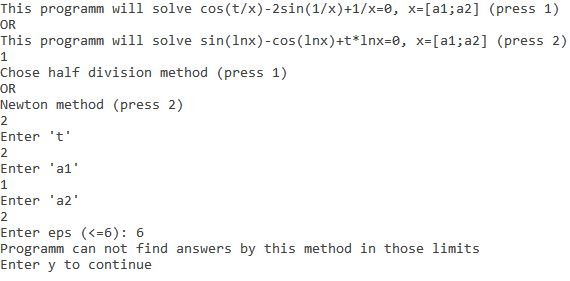 This programm will solve cos(t/x)-2sin(1/x)+1/x=0, x=[a1;a2] (press 1)
OR
This programm will solve sin(lnx)-cos(lnx)+t*lnx=0, x=[a1;a2] (press 2)
1
Chose half division method (press 1)
OR
Newton method (press 2)
2
Enter 't'
2
Enter 'a1'
1
Enter 'a2'
2
Enter eps (<=6): 6
Programm can not find answers by this method in those limits
Enter y to continue